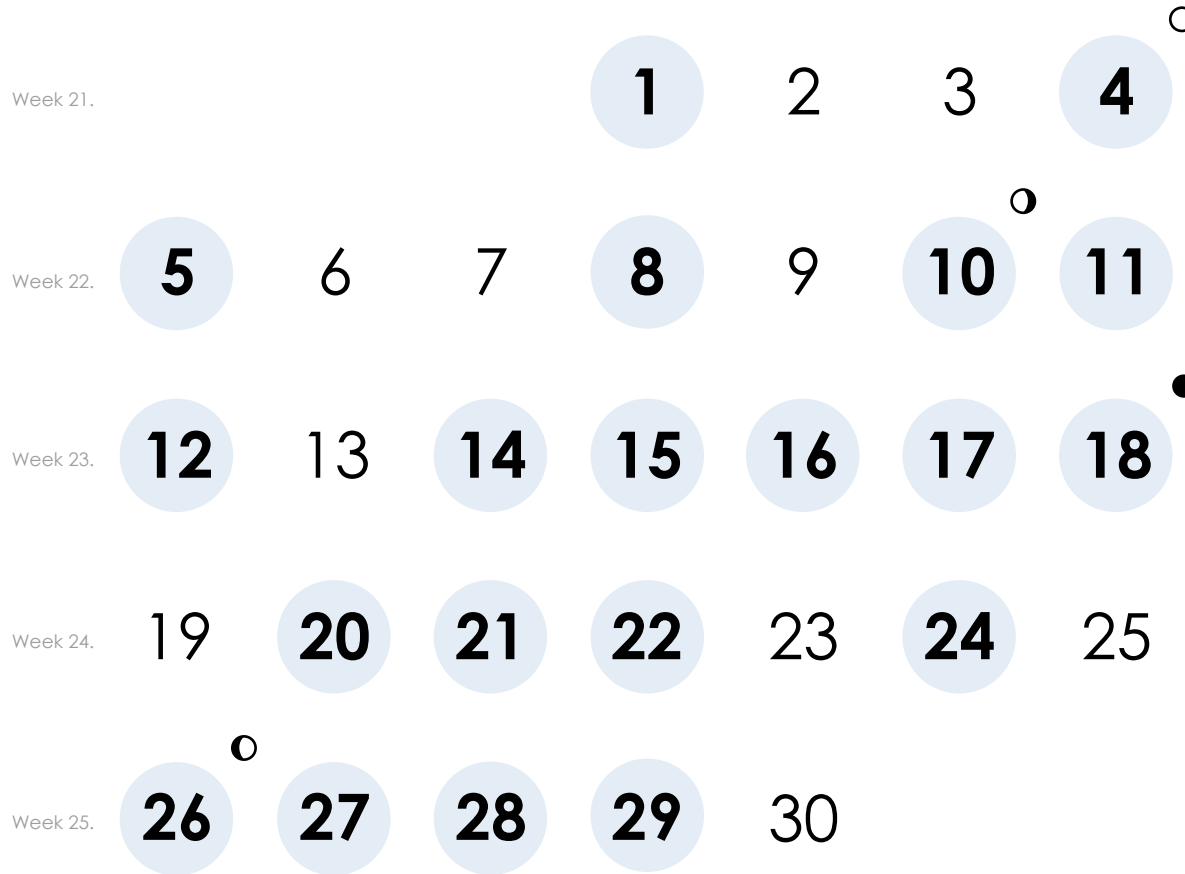 Week 21. 1 2 3 4
Week 22. 5 6 7 8 9 10 11
Week 23. 12 13 14 15 16 17 18
Week 24. 19 20 21 22 23 24 25
Week 25. 26 27 28 29 30